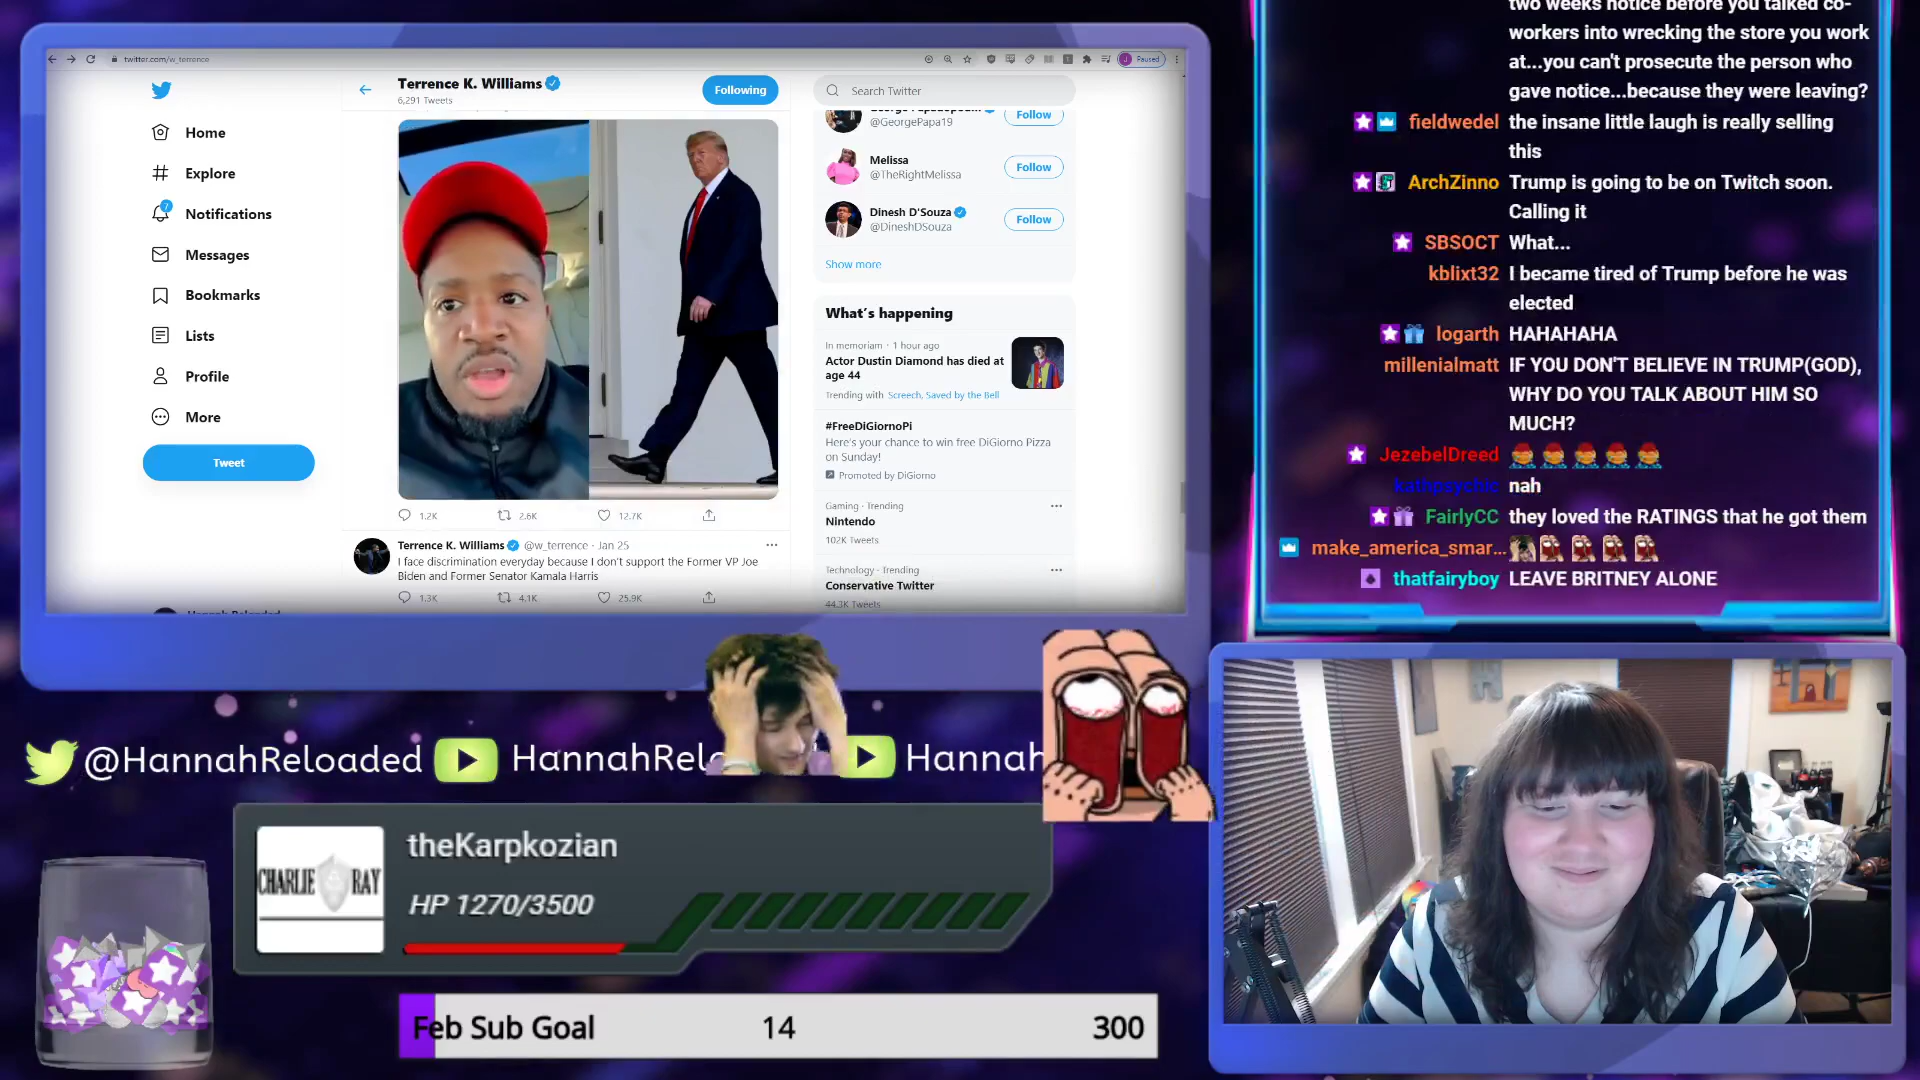 twitter.com/w_terrence
Paused
Terrence K. Williams
6,291 Tweets
Following
Search Twitter
Home
Explore
7
Notifications
Messages
Bookmarks
Lists
Profile
More
Tweet
1.2K
2.6K
12.7K
Terrence K. Williams @w_terrence · Jan 25
I face discrimination everyday because I don't support the Former VP Joe
Biden and Former Senator Kamala Harris
1.3K
4.1K
25.9K
@GeorgePapa19
Follow
Melissa
@TheRightMelissa
Follow
Dinesh D'Souza
@DineshDSouza
Follow
Show more
What's happening
In memoriam · 1 hour ago
Actor Dustin Diamond has died at
age 44
Trending with Screech, Saved by the Bell
#FreeDiGiornoPi
Here's your chance to win free DiGiorno Pizza
on Sunday!
Promoted by DiGiorno
Gaming · Trending
Nintendo
102K Tweets
Technology · Trending
Conservative Twitter
44.3K Tweets
two weeks notice before you talked co-
workers into wrecking the store you work
at...you can't prosecute the person who
gave notice...because they were leaving?
fieldwedel the insane little laugh is really selling
this
ArchZinno Trump is going to be on Twitch soon.
Calling it
SBSOCT What...
kblixt32 I became tired of Trump before he was
elected
logarth HAHAHAHA
millenialmatt IF YOU DON'T BELIEVE IN TRUMP(GOD),
WHY DO YOU TALK ABOUT HIM SO
MUCH?
JezebelDreed
kathpsychic nah
FairlyCC they loved the RATINGS that he got them
make_america_smar...
thatfairyboy LEAVE BRITNEY ALONE
@HannahReloaded HannahRel Hannah
CHARLIE RAY
theKarpkozian
HP 1270/3500
Feb Sub Goal 14 300